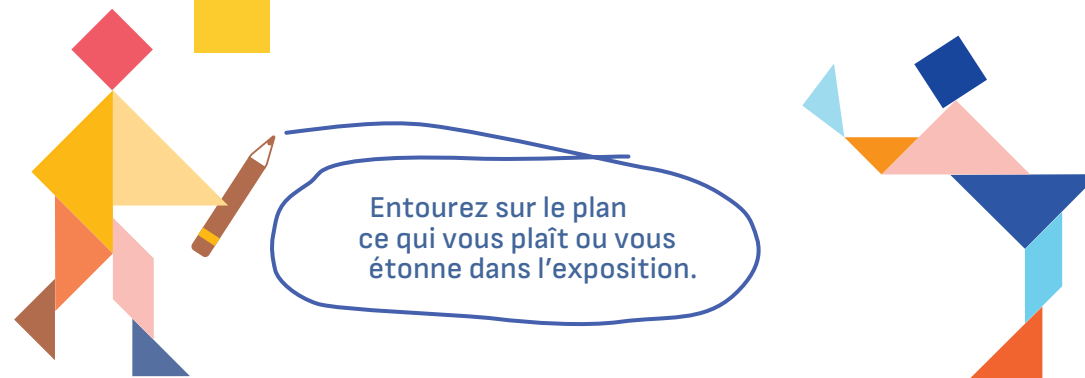 Entourez sur le plan
ce qui vous plaît ou vous
étonne dans l’exposition.